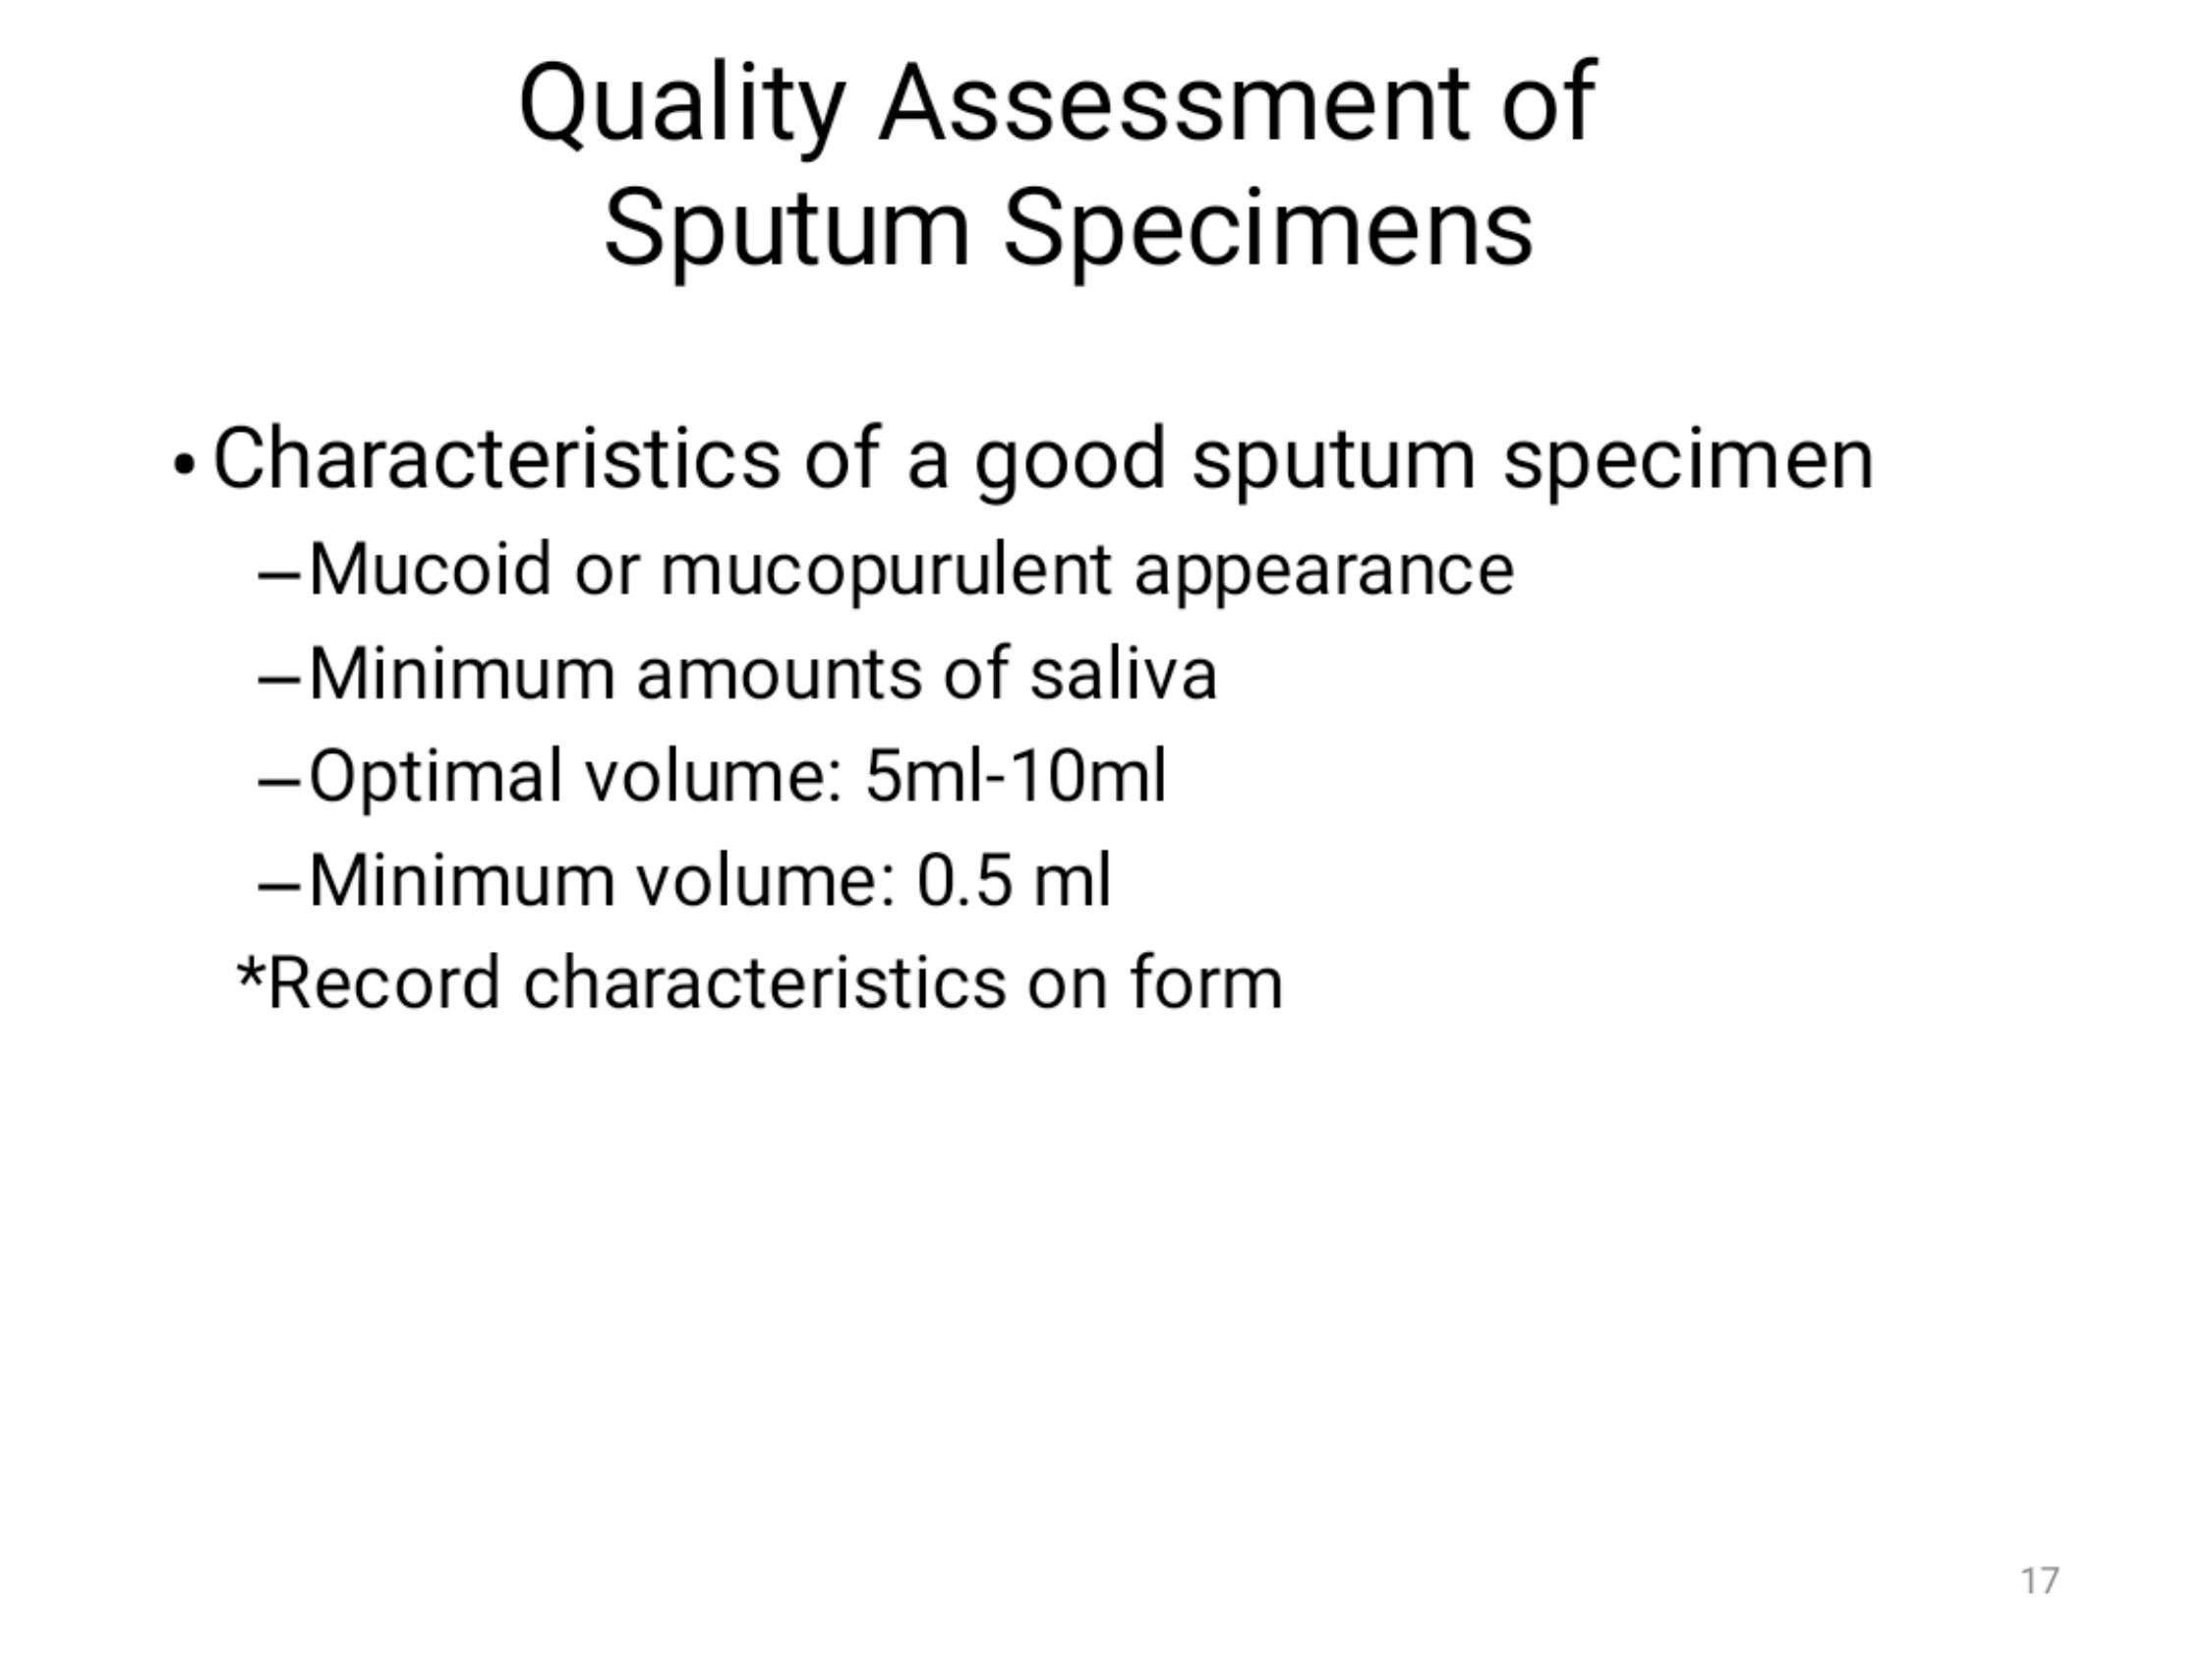 Quality Assessment of
Sputum Specimens
• Characteristics of a good sputum specimen
–Mucoid or mucopurulent appearance
–Minimum amounts of saliva
–Optimal volume: 5ml-10ml
–Minimum volume: 0.5 ml
*Record characteristics on form
17